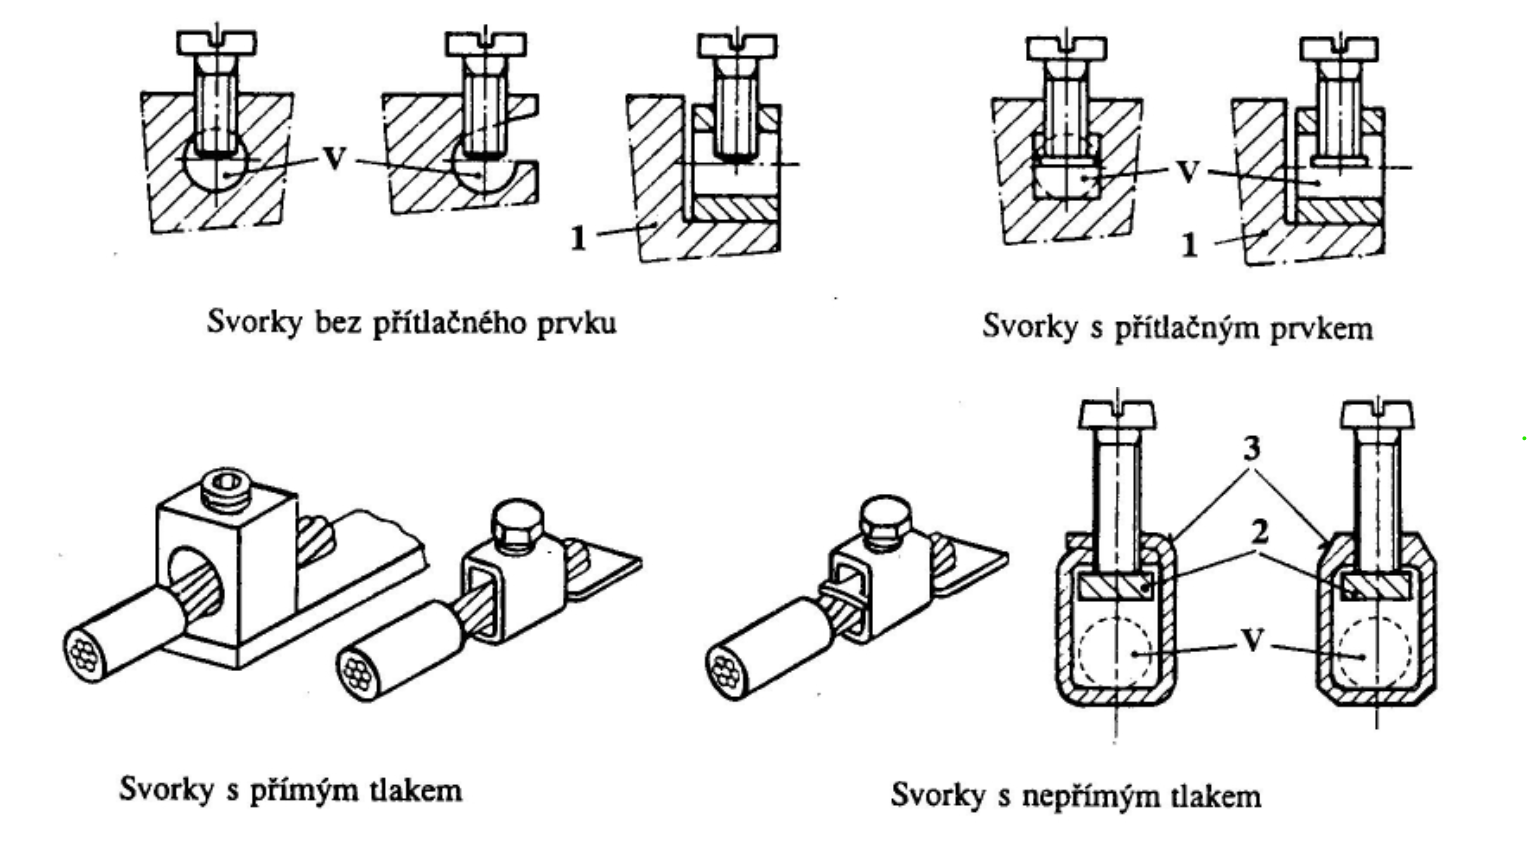 V
1
V
1
Svorky bez přítlačného prvku
Svorky s přítlačným prvkem
3
2
V
Svorky s přímým tlakem
Svorky s nepřímým tlakem